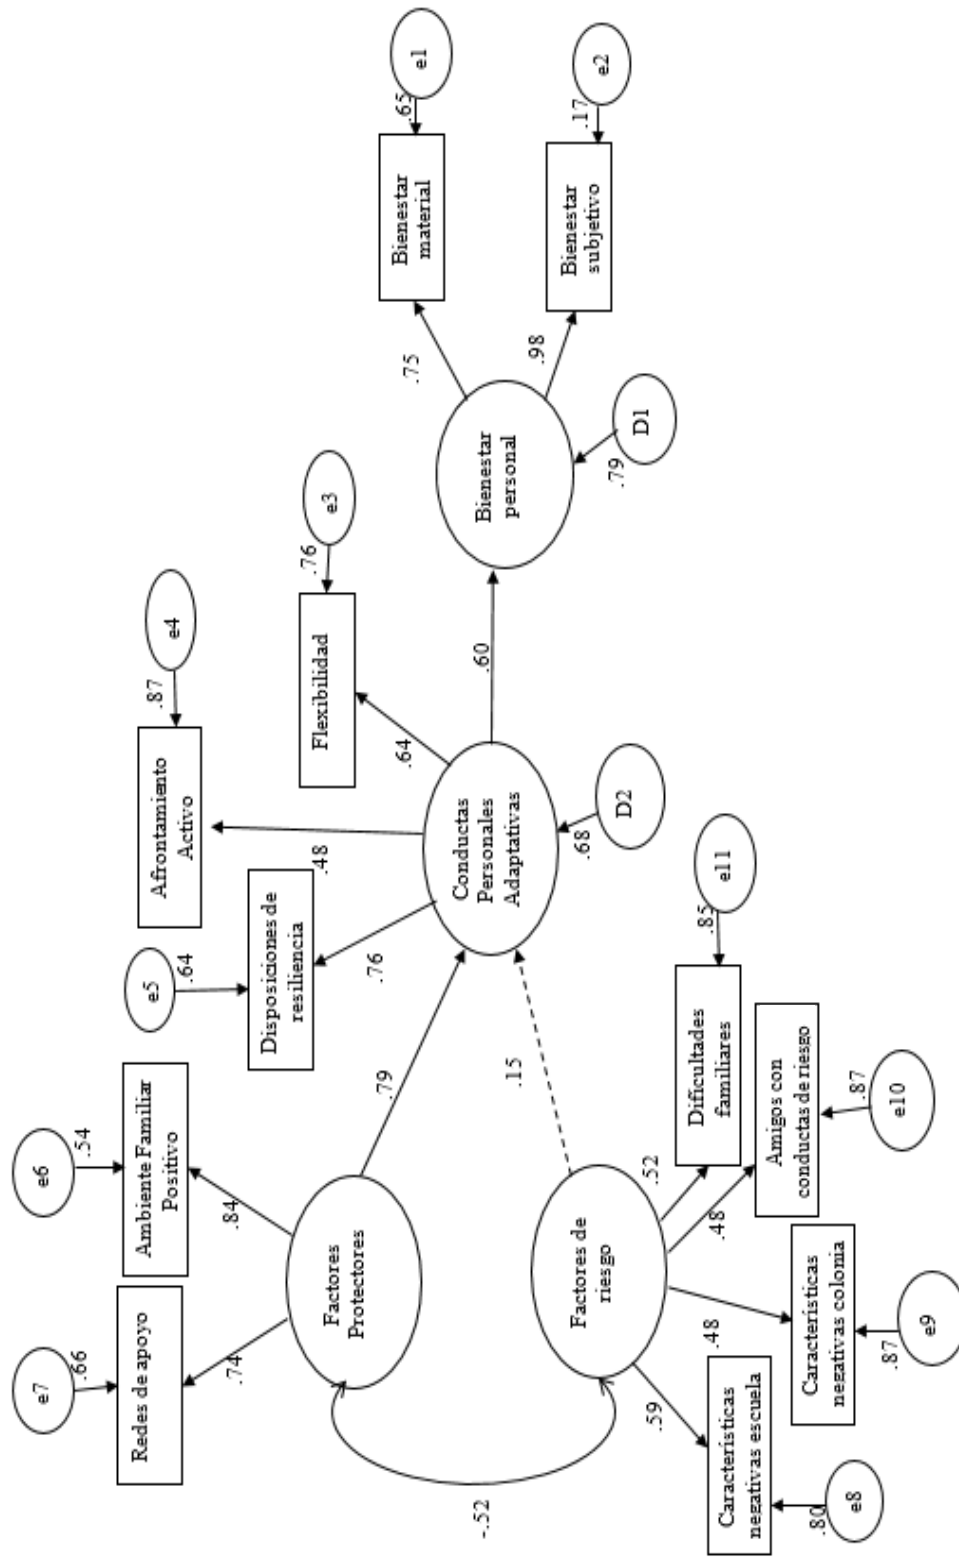 e7
.66
Redes de apoyo
.74
e6
.54
Ambiente Familiar
Positivo
.84
Factores
Protectores
-.52
e5
.64
Disposiciones de
resiliencia
.76
e4
.87
Afrontamiento
Activo
.48
e3
.76
Flexibilidad
.64
.79
Conductas
Personales
Adaptativas
.68
D2
.60
Bienestar
personal
.79
D1
.75
Bienestar
material
.65
e1
.98
Bienestar
subjetivo
.17
e2
.15
Factores de
riesgo
.59
Características
negativas escuela
.80
e8
.48
Características
negativas colonia
.87
e9
.48
Amigos con
conductas de riesgo
.87
e10
.52
Dificultades
familiares
.85
e11